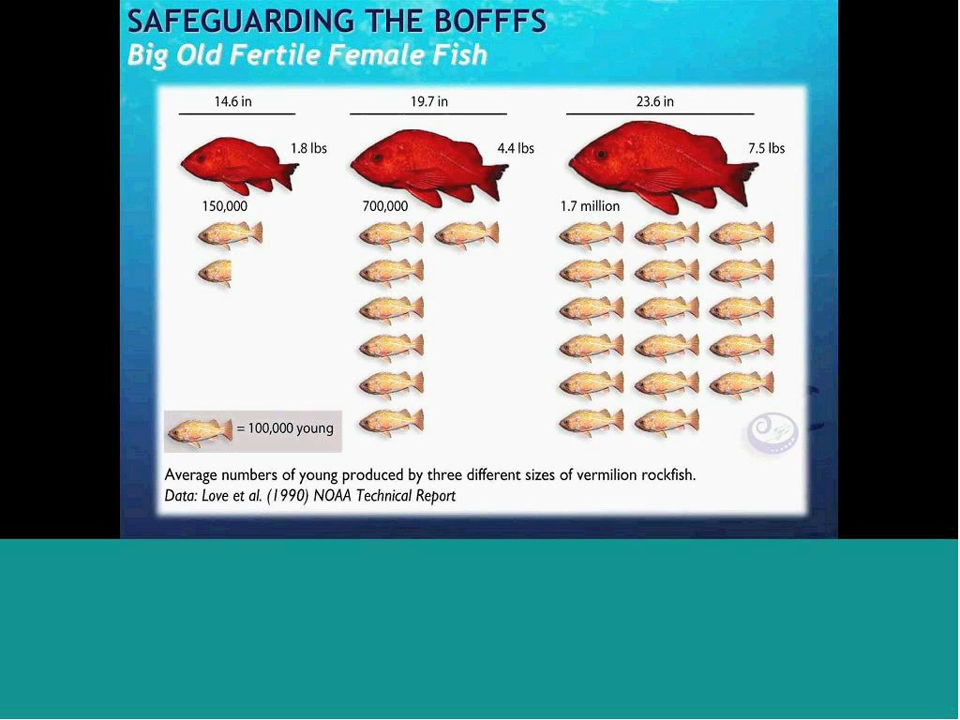 SAFEGUARDING THE BOFFFS
Big Old Fertile Female Fish
14.6 in
19.7 in
23.6 in
1.8 lbs
4.4 lbs
7.5 lbs
150,000
700,000
1.7 million
= 100,000 young
Average numbers of young produced by three different sizes of vermilion rockfish.
Data: Love et al. (1990) NOAA Technical Report